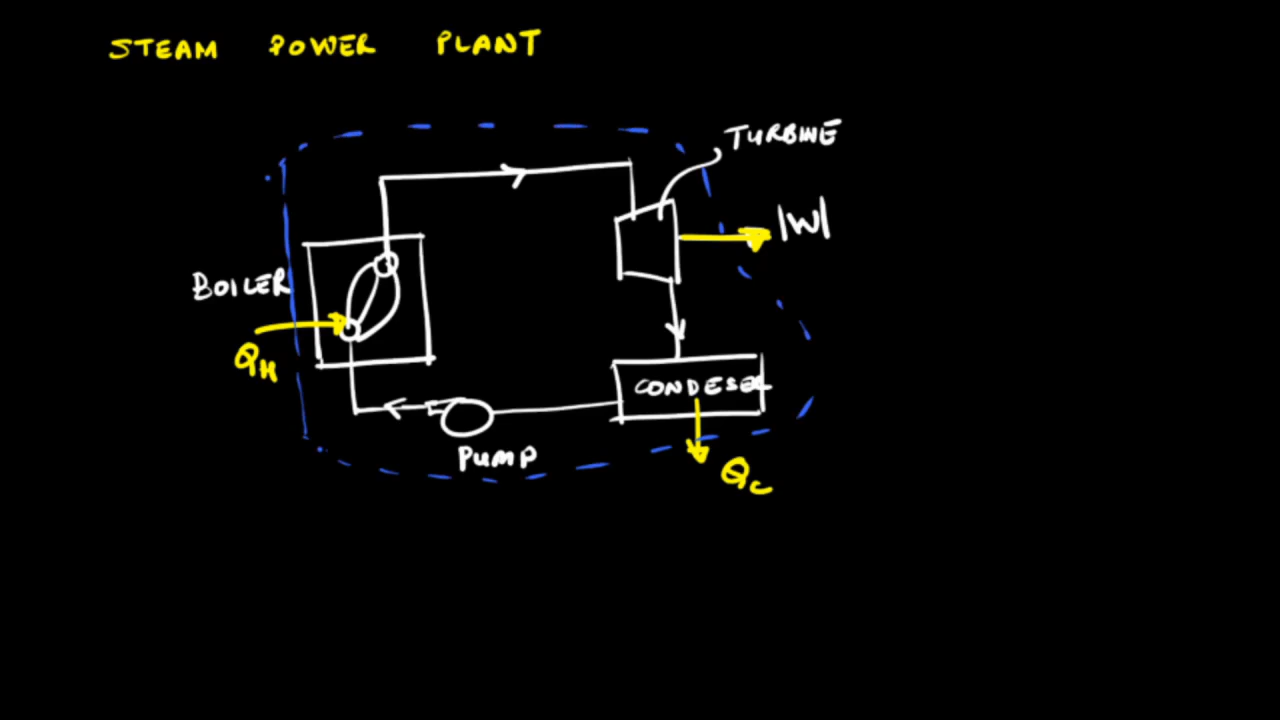 STEAM POWER PLANT
TURBINE
|W|
BOILER
QH
CONDESER
PUMP
QC